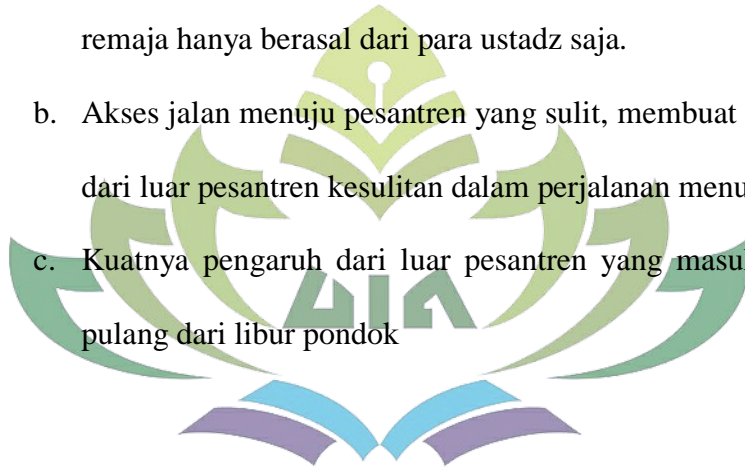 remaja hanya berasal dari para ustadz saja.
b. Akses jalan menuju pesantren yang sulit, membuat
dari luar pesantren kesulitan dalam perjalanan menu
c. Kuatnya pengaruh dari luar pesantren yang masu
UIN
pulang dari libur pondok